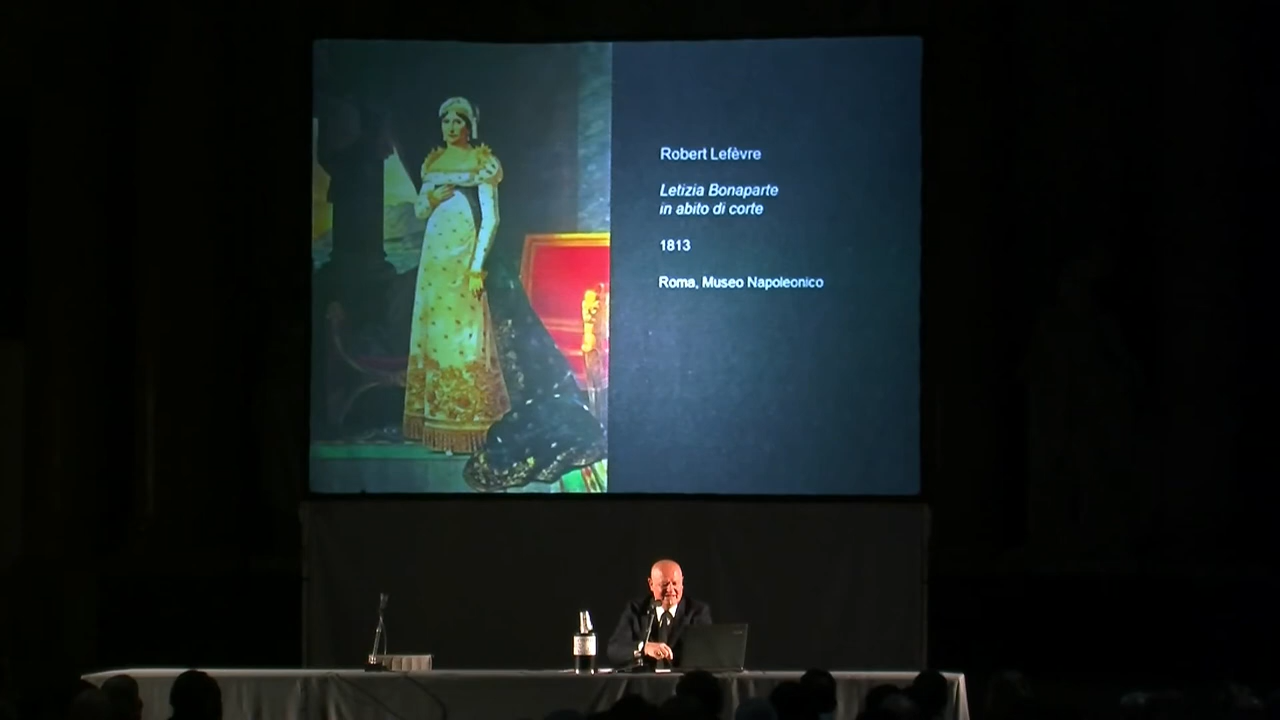 Robert Lefèvre
Letizia Bonaparte
in abito di corte
1813
Roma, Museo Napoleonico